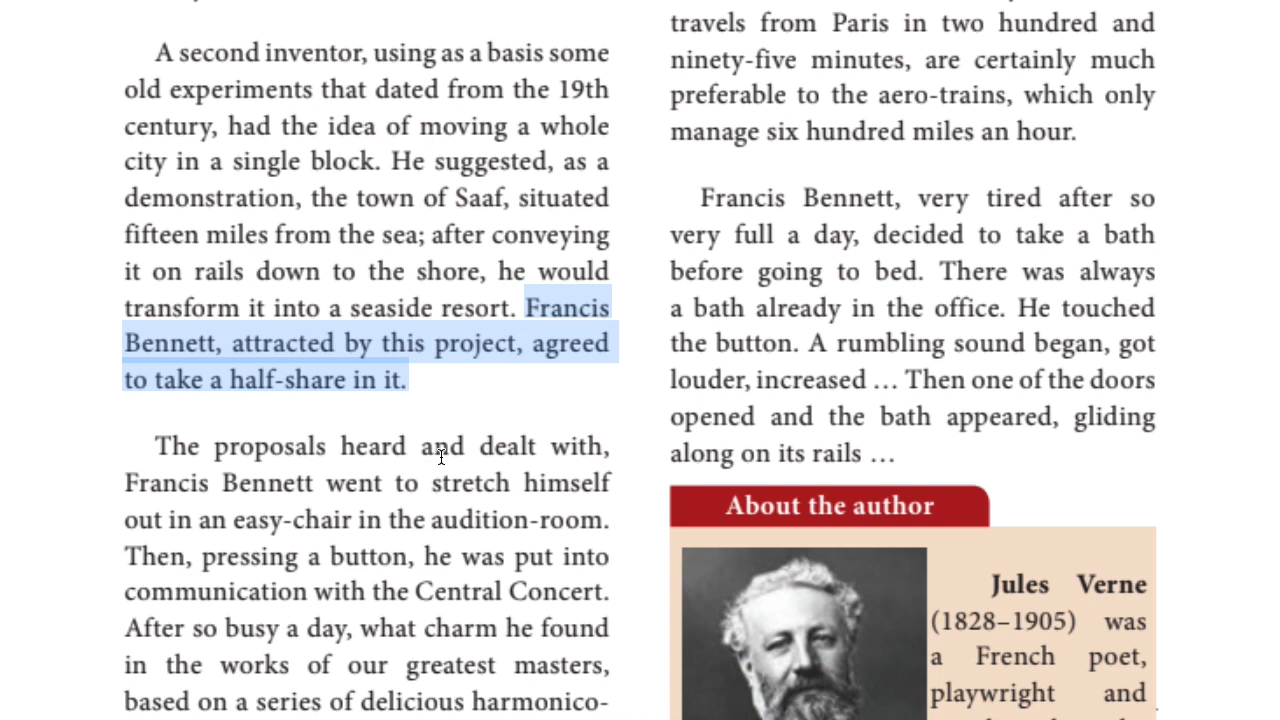 A second inventor, using as a basis some
old experiments that dated from the 19th
century, had the idea of moving a whole
city in a single block. He suggested, as a
demonstration, the town of Saaf, situated
fifteen miles from the sea; after conveying
it on rails down to the shore, he would
transform it into a seaside resort. Francis
Bennett, attracted by this project, agreed
to take a half-share in it.
The proposals heard and dealt with,
Francis Bennett went to stretch himself
out in an easy-chair in the audition-room.
Then, pressing a button, he was put into
communication with the Central Concert.
After so busy a day, what charm he found
in the works of our greatest masters,
based on a series of delicious harmonico-
travels from Paris in two hundred and
ninety-five minutes, are certainly much
preferable to the aero-trains, which only
manage six hundred miles an hour.
Francis Bennett, very tired after so
very full a day, decided to take a bath
before going to bed. There was always
a bath already in the office. He touched
the button. A rumbling sound began, got
louder, increased … Then one of the doors
opened and the bath appeared, gliding
along on its rails …
About the author
Jules Verne
(1828–1905) was
a French poet,
playwright and